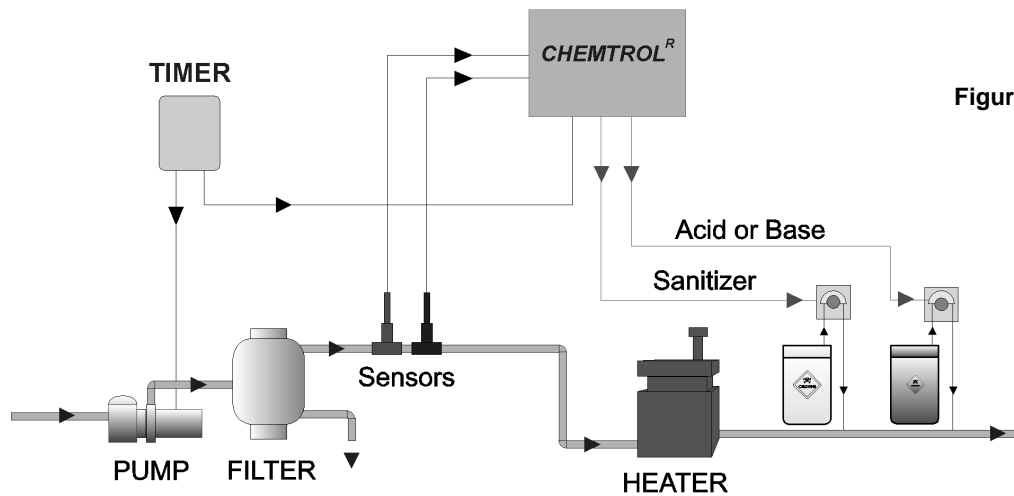 CHEMTROL R
TIMER
Figur
Acid or Base
Sanitizer
Sensors
PUMP
FILTER
HEATER